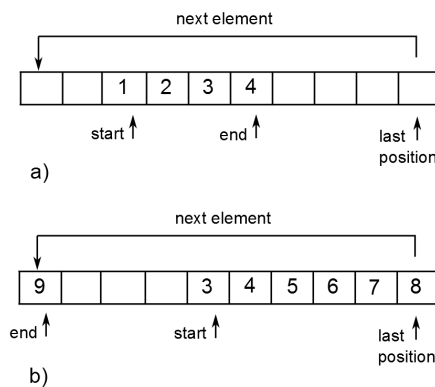 next element
1 2 3 4
start end last
position
a)
next element
9 3 4 5 6 7 8
end start last
position
b)